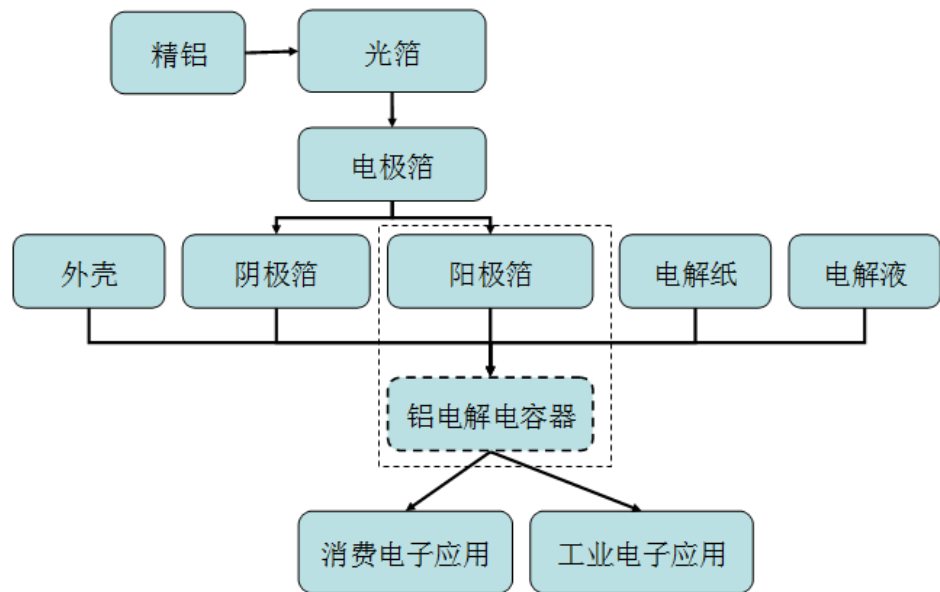 精铝
光箔
电极箔
外壳
阴极箔
阳极箔
电解纸
电解液
铝电解电容器
消费电子应用
工业电子应用